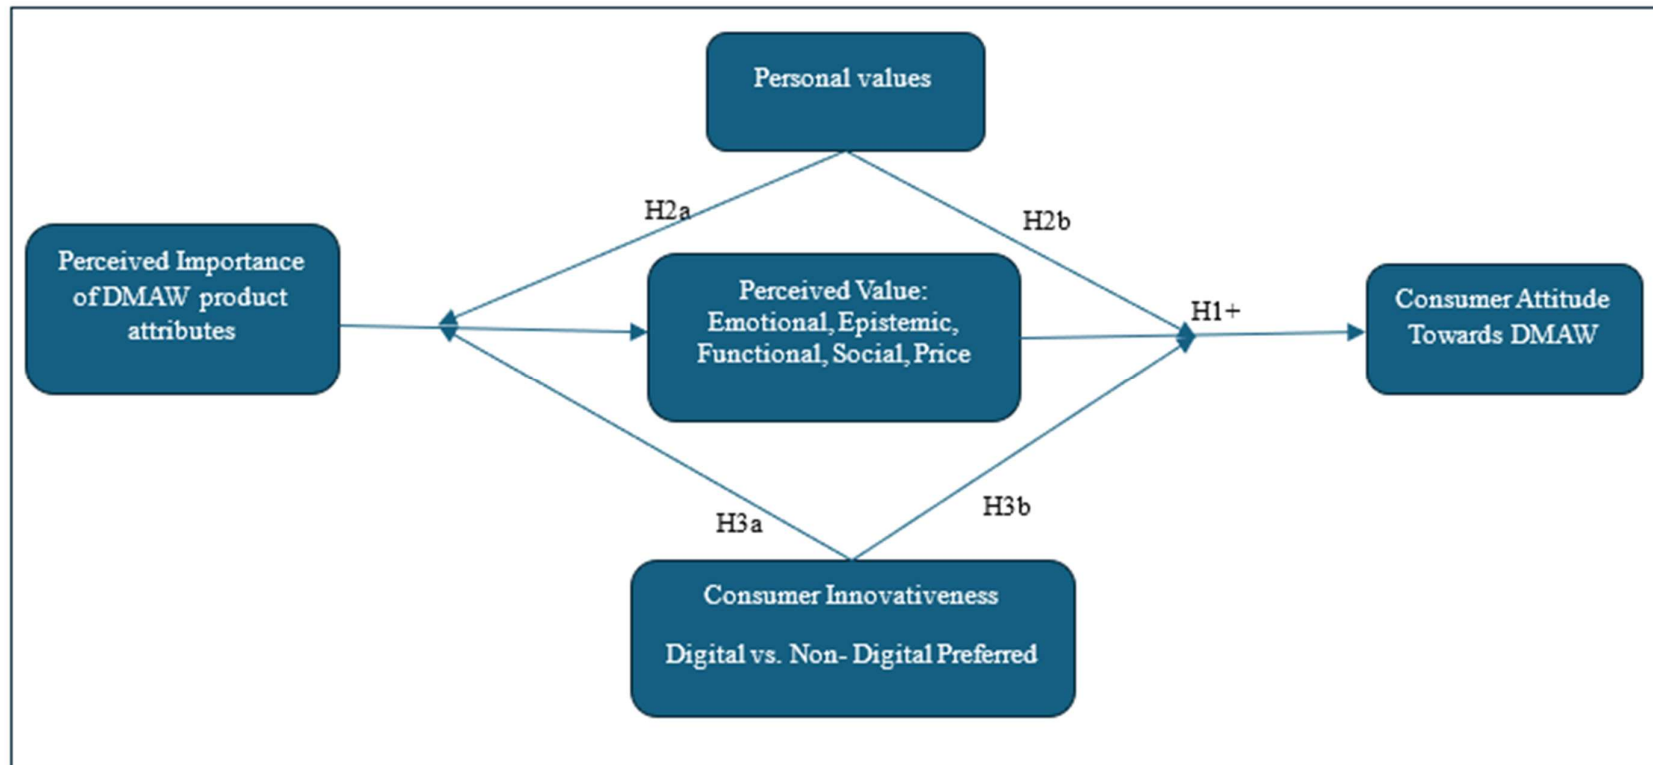 Personal values
H2a
H2b
Perceived Importance
of DMAW product
attributes
Perceived Value:
Emotional, Epistemic,
Functional, Social, Price
H1+
Consumer Attitude
Towards DMAW
H3a
H3b
Consumer Innovativeness
Digital vs. Non- Digital Preferred